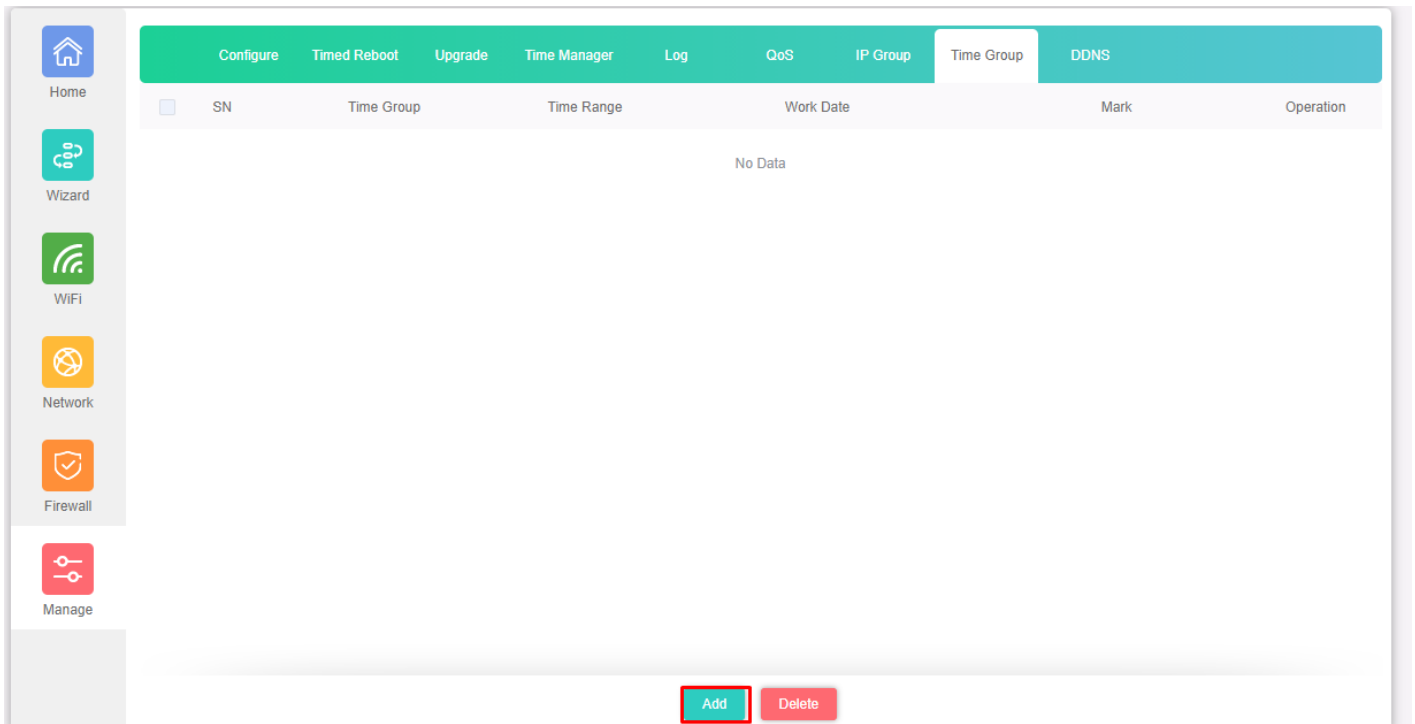 Configure Timed Reboot Upgrade Time Manager Log QoS IP Group Time Group DDNS
SN Time Group Time Range Work Date Mark Operation
No Data
Home
Wizard
WiFi
Network
Firewall
Manage
Add Delete